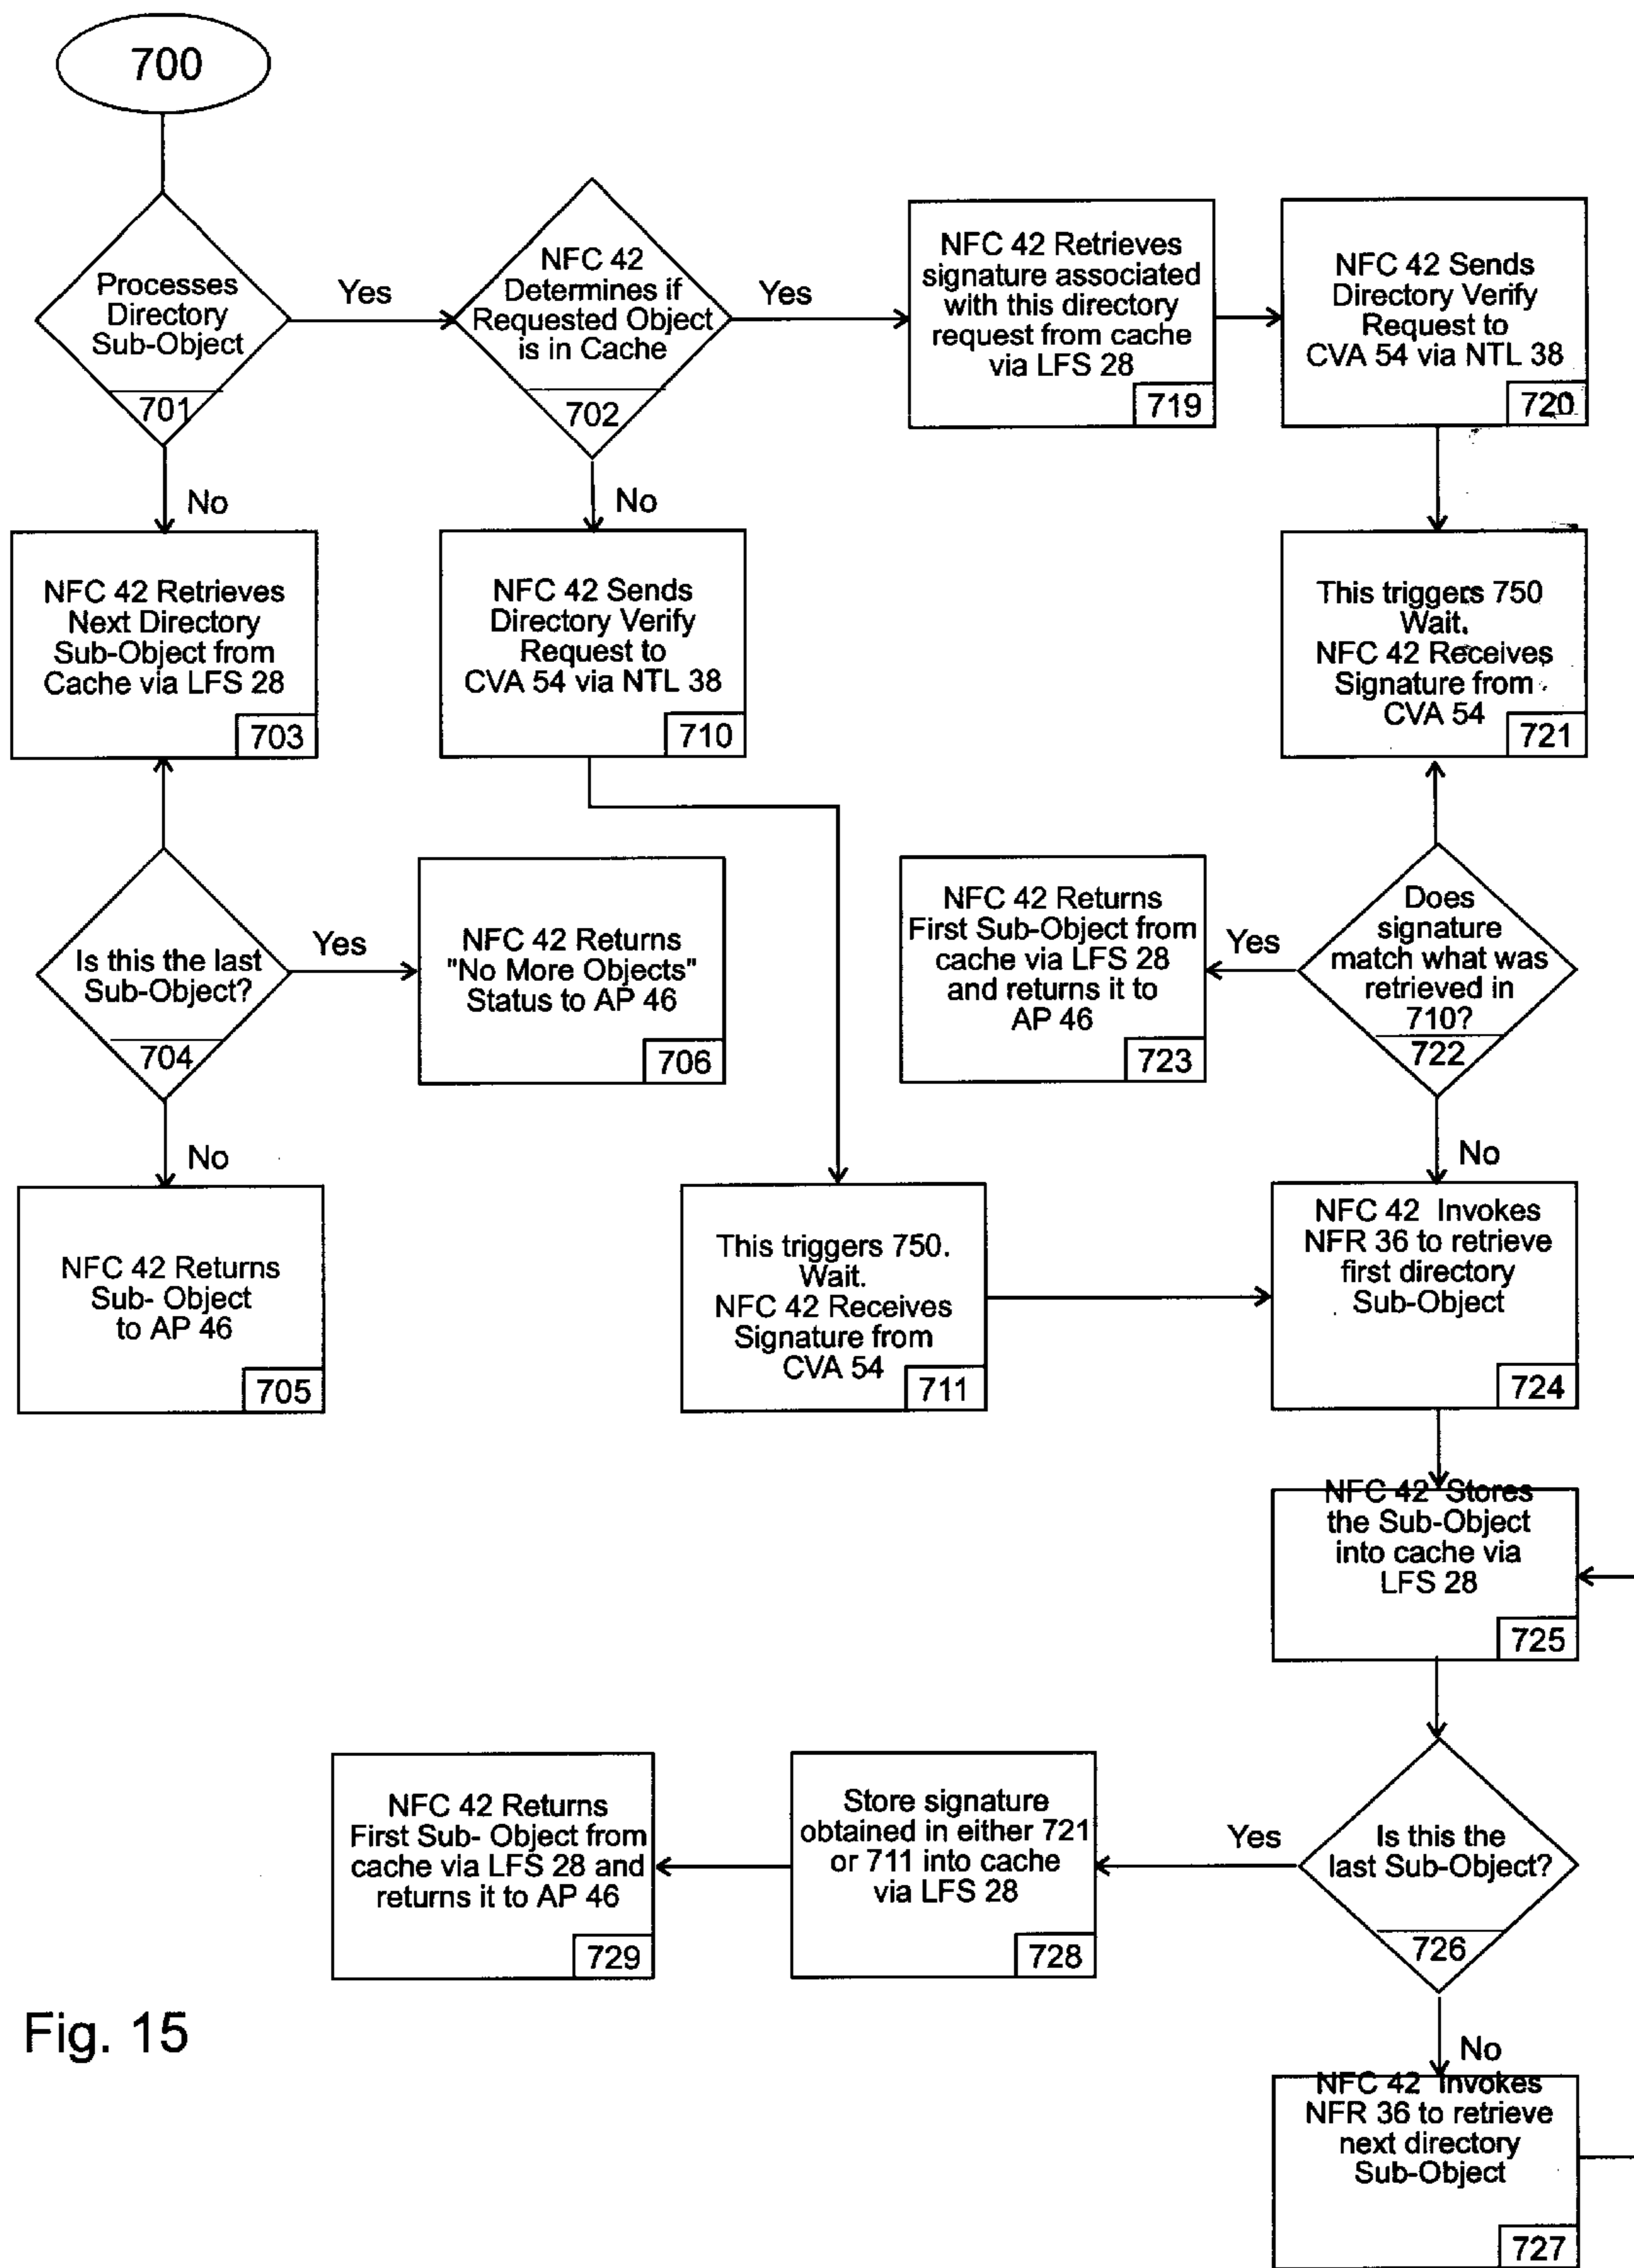 700
Processes
Directory
Sub-Object
701
Yes
NFC 42
Determines if
Requested Object
is in Cache
702
Yes
NFC 42 Retrieves
signature associated
with this directory
request from cache
via LFS 28
719
NFC 42 Sends
Directory Verify
Request to
CVA 54 via NTL 38
720
No
No
NFC 42 Retrieves
Next Directory
Sub-Object from
Cache via LFS 28
703
NFC 42 Sends
Directory Verify
Request to
CVA 54 via NTL 38
710
This triggers 750
Wait.
NFC 42 Receives
Signature from
CVA 54
721
Is this the last
Sub-Object?
704
Yes
NFC 42 Returns
"No More Objects"
Status to AP 46
706
NFC 42 Returns
First Sub-Object from
cache via LFS 28
and returns it to
AP 46
723
Yes
Does
signature
match what was
retrieved in
710?
722
No
No
NFC 42 Returns
Sub- Object
to AP 46
705
This triggers 750.
Wait.
NFC 42 Receives
Signature from
CVA 54
711
NFC 42 Invokes
NFR 36 to retrieve
first directory
Sub-Object
724
NFC 42 Stores
the Sub-Object
into cache via
LFS 28
725
NFC 42 Returns
First Sub- Object from
cache via LFS 28 and
returns it to AP 46
729
Store signature
obtained in either 721
or 711 into cache
via LFS 28
728
Yes
Is this the
last Sub-Object?
726
No
NFC 42 Invokes
NFR 36 to retrieve
next directory
Sub-Object
727
Fig. 15